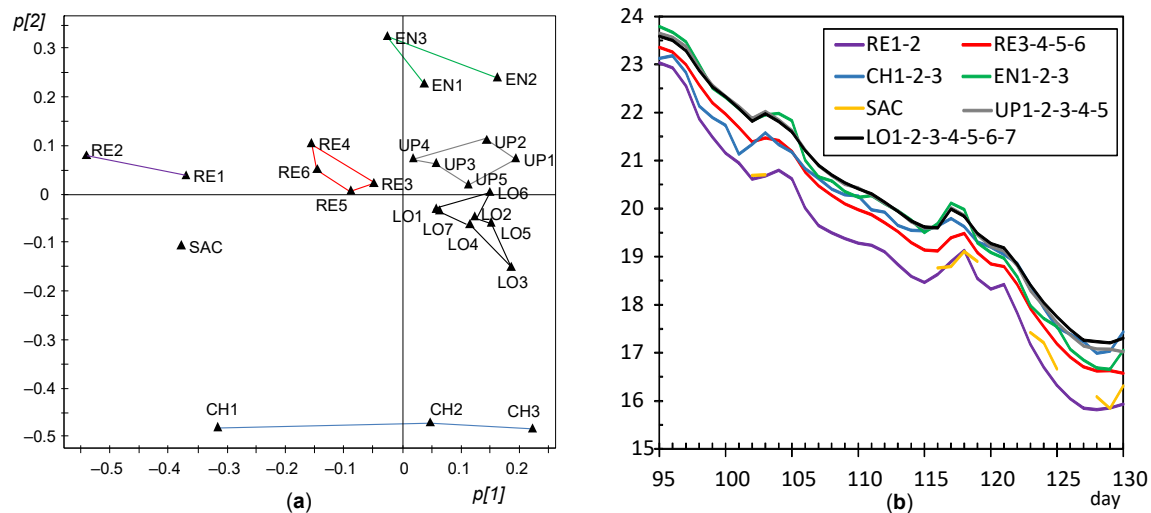 p[2]
0.3
0.2
0.1
0
−0.1
−0.2
−0.3
−0.4
−0.5
−0.5 −0.4 −0.3 −0.2 −0.1 0 0.1 0.2
p[1]
EN3
EN2
EN1
RE2
RE1
RE4
RE6
RE3
RE5
UP4
UP2
UP3
UP1
UP5
LO6
LO1
LO2
LO7
LO4
LO5
LO3
SAC
CH1
CH2
CH3
(a)
24
23
22
21
20
19
18
17
16
15
RE1-2 RE3-4-5-6
CH1-2-3 EN1-2-3
SAC UP1-2-3-4-5
LO1-2-3-4-5-6-7
95 100 105 110 115 120 125 130
day
(b)